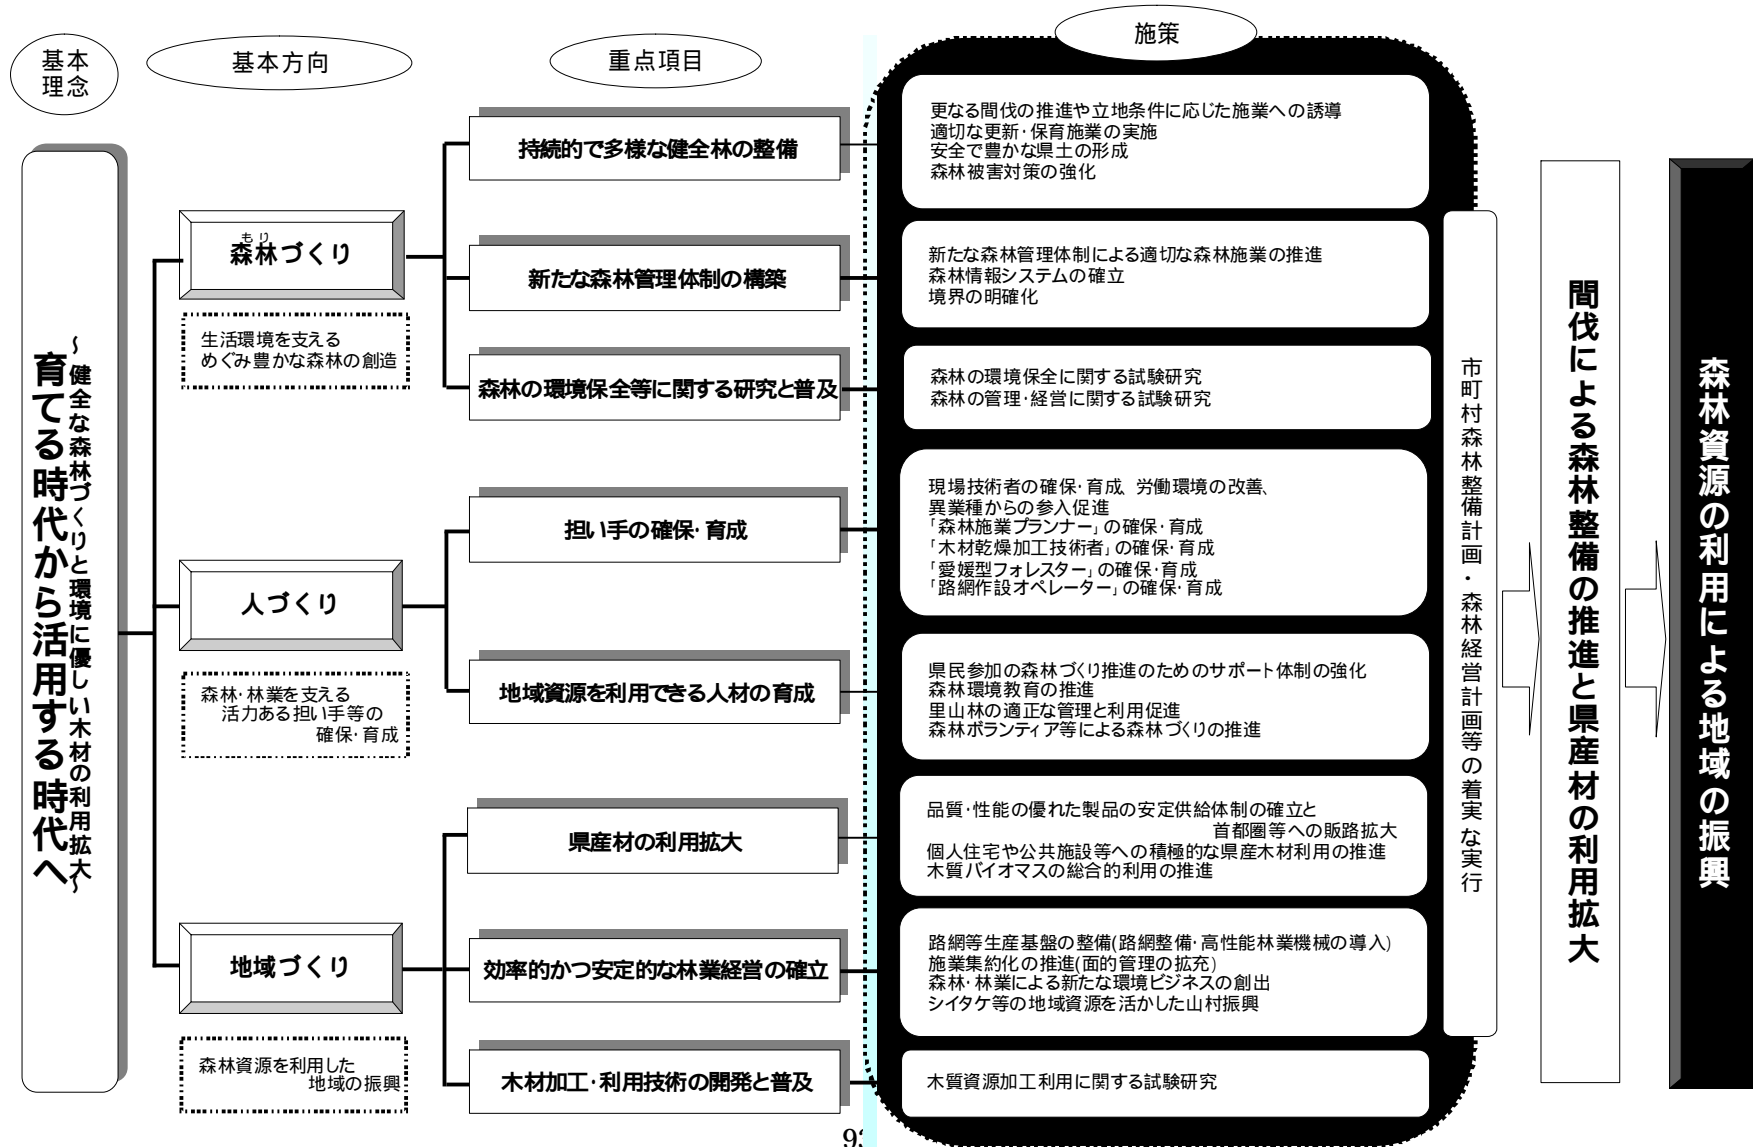 基本
理念
基本方向
重点項目
施策
育てる時代から活用する時代へ
～健全な森林づくりと環境に優しい木材の利用拡大～
もり
森林づくり
生活環境を支える
めぐみ豊かな森林の創造
人づくり
森林・林業を支える
活力ある担い手等の
確保・育成
地域づくり
森林資源を利用した
地域の振興
持続的で多様な健全林の整備
新たな森林管理体制の構築
森林の環境保全等に関する研究と普及
担い手の確保・育成
地域資源を利用できる人材の育成
県産材の利用拡大
効率的かつ安定的な林業経営の確立
木材加工・利用技術の開発と普及
更なる間伐の推進や立地条件に応じた施業への誘導
適切な更新・保育施業の実施
安全で豊かな県土の形成
森林被害対策の強化
新たな森林管理体制による適切な森林施業の推進
森林情報システムの確立
境界の明確化
森林の環境保全に関する試験研究
森林の管理・経営に関する試験研究
現場技術者の確保・育成、労働環境の改善、
異業種からの参入促進
「森林施業プランナー」の確保・育成
「木材乾燥加工技術者」の確保・育成
「愛媛型フォレスター」の確保・育成
「路網作設オペレーター」の確保・育成
県民参加の森林づくり推進のためのサポート体制の強化
森林環境教育の推進
里山林の適正な管理と利用促進
森林ボランティア等による森林づくりの推進
品質・性能の優れた製品の安定供給体制の確立と
首都圏等への販路拡大
個人住宅や公共施設等への積極的な県産木材利用の推進
木質バイオマスの総合的利用の推進
路網等生産基盤の整備(路網整備・高性能林業機械の導入)
施業集約化の推進(面的管理の拡充)
森林・林業による新たな環境ビジネスの創出
シイタケ等の地域資源を活かした山村振興
木質資源加工利用に関する試験研究
市町村森林整備計画・森林経営計画等の着実な実行
間伐による森林整備の推進と県産材の利用拡大
森林資源の利用による地域の振興